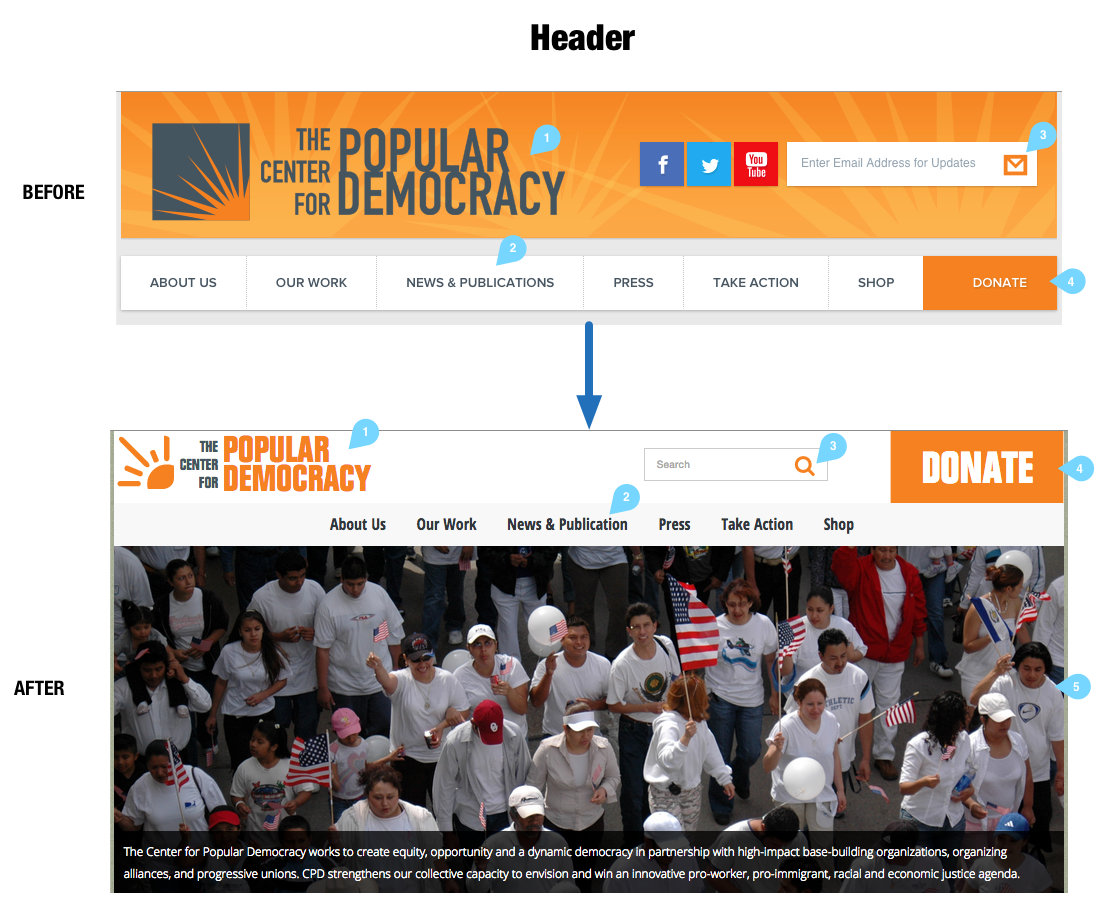 Header
BEFORE
THE
CENTER
FOR
POPULAR
DEMOCRACY
1
f
You
Tube
Enter Email Address for Updates
3
2
ABOUT US
OUR WORK
NEWS & PUBLICATIONS
PRESS
TAKE ACTION
SHOP
DONATE
4
AFTER
THE
CENTER
FOR
POPULAR
DEMOCRACY
1
Search
3
DONATE
4
2
About Us
Our Work
News & Publication
Press
Take Action
Shop
5
The Center for Popular Democracy works to create equity, opportunity and a dynamic democracy in partnership with high-impact base-building organizations, organizing
alliances, and progressive unions. CPD strengthens our collective capacity to envision and win an innovative pro-worker, pro-immigrant, racial and economic justice agenda.